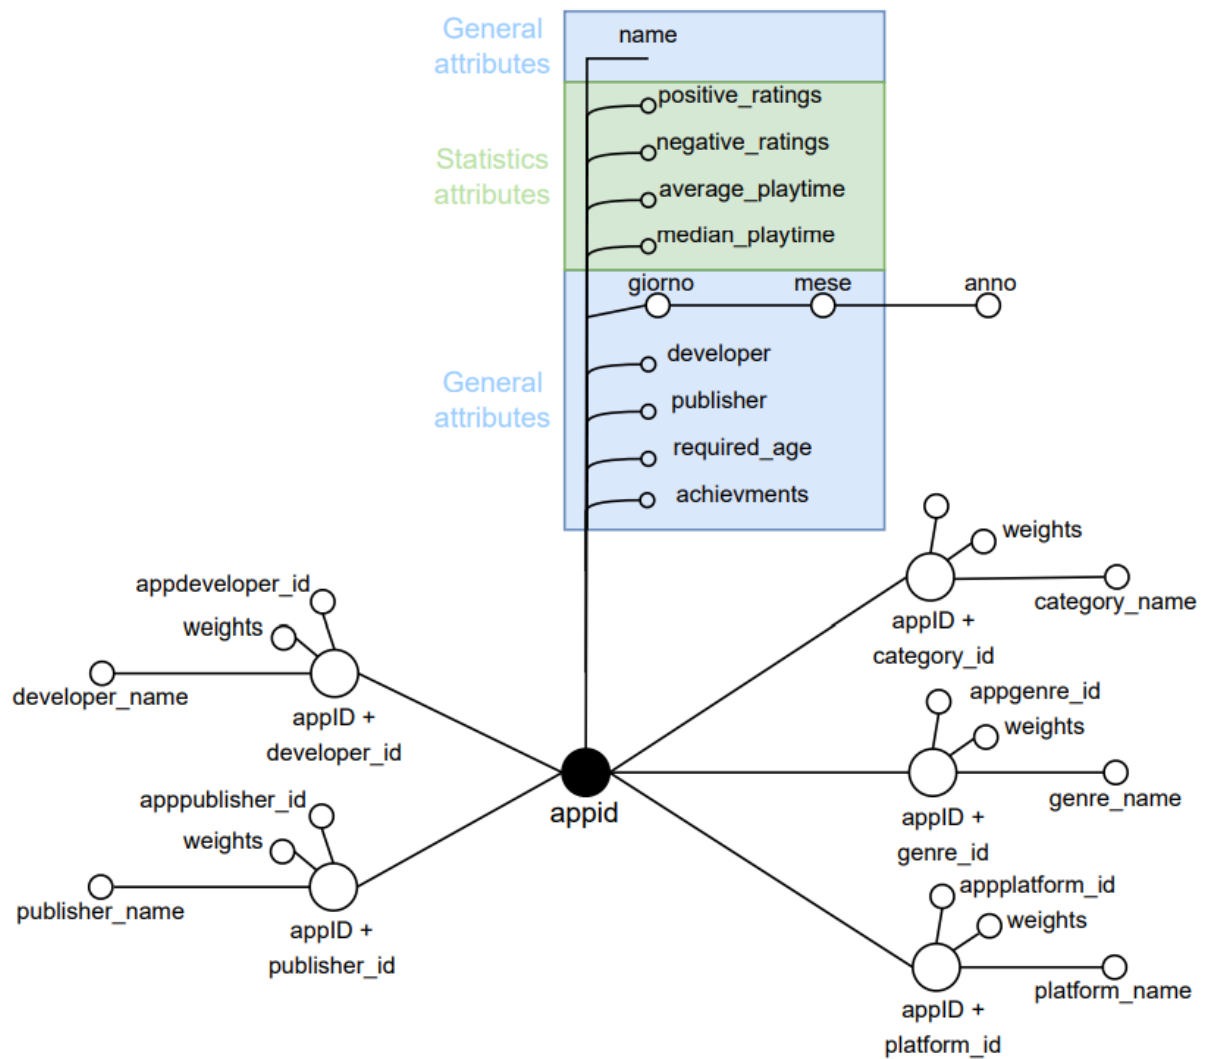 General
attributes
name
positive_ratings
negative_ratings
Statistics
attributes
average_playtime
median_playtime
giorno
mese
anno
developer
General
attributes
publisher
required_age
achievments
weights
category_name
appID +
category_id
appdeveloper_id
weights
developer_name
appID +
developer_id
appgenre_id
weights
genre_name
appID +
genre_id
appid
apppublisher_id
weights
publisher_name
appID +
publisher_id
appplatform_id
weights
platform_name
appID +
platform_id